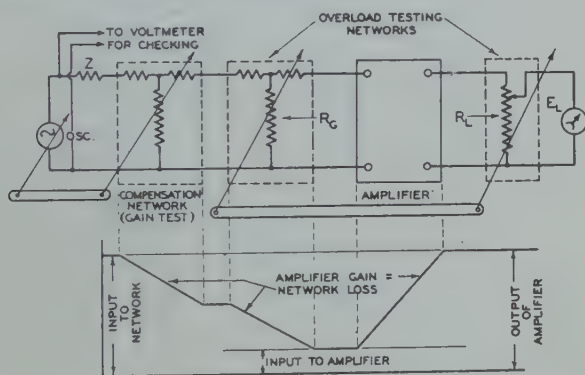 TO VOLTMETER
FOR CHECKING
OVERLOAD TESTING
NETWORKS
Z
OSC.
R_G
R_L
E_L
COMPENSATION
NETWORK
(GAIN TEST)
AMPLIFIER
INPUT
TO
NETWORK
AMPLIFIER GAIN =
NETWORK LOSS
INPUT TO AMPLIFIER
OUTPUT
OF
AMPLIFIER